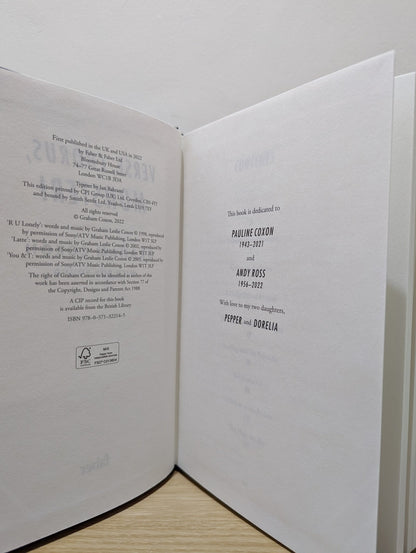 First published in the UK and USA in 2022
by Faber & Faber Ltd
Bloomsbury House
74–77 Great Russell Street
London WC1B 3DA
Typeset by Ian Bahrami
This edition printed by CPI Group (UK) Ltd, Croydon, CR0 4YY
and bound by Smith Settle Ltd, Yeadon, Leeds LS19 7XY
All rights reserved
© Graham Coxon, 2022
'R U Lonely': words and music by Graham Leslie Coxon © 1998, reproduced by
permission of Sony/ATV Music Publishing, London W1T 3LP
'Latte': words and music by Graham Leslie Coxon © 2002, reproduced by
permission of Sony/ATV Music Publishing, London W1T 3LP
'You & I': words and music by Graham Leslie Coxon © 2005, reproduced by
permission of Sony/ATV Music Publishing, London W1T 3LP
The right of Graham Coxon to be identified as author of this
work has been asserted in accordance with Section 77 of
the Copyright, Designs and Patents Act 1988
A CIP record for this book
is available from the British Library
ISBN 978–0–571–52214–5
FSC
MIX
This book is dedicated to
PAULINE COXON
1943–2021
and
ANDY ROSS
1956–2022
With love to my two daughters,
PEPPER and DORELIA